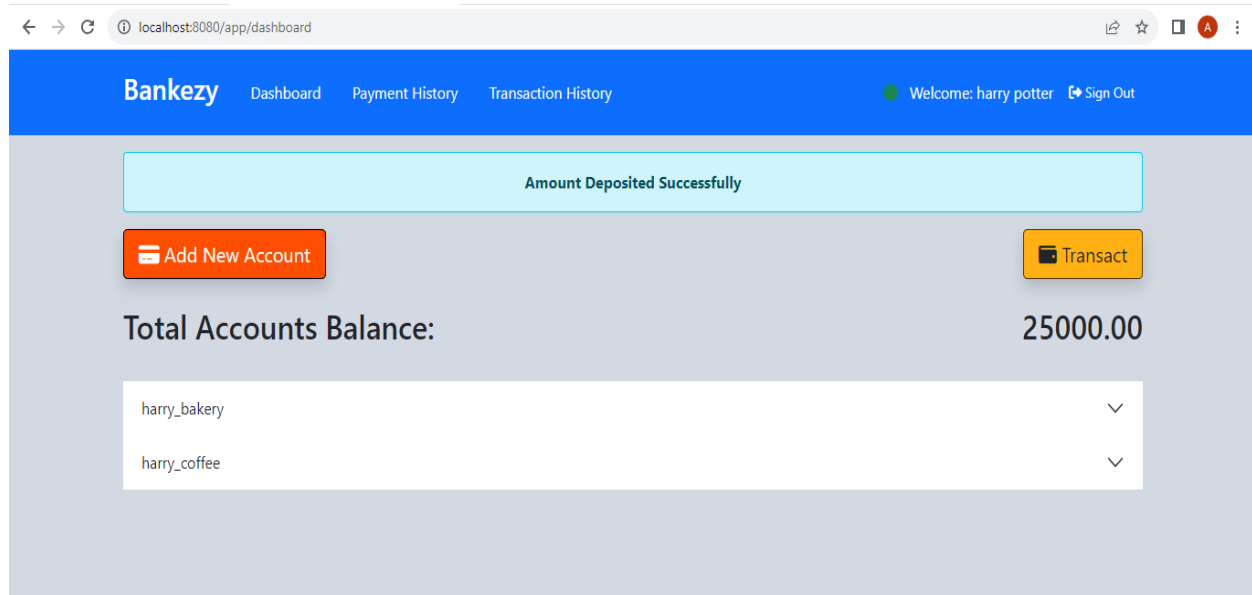 localhost:8080/app/dashboard
A
Bankezy Dashboard Payment History Transaction History Welcome: harry potter Sign Out
Amount Deposited Successfully
Add New Account Transact
Total Accounts Balance: 25000.00
harry_bakery
harry_coffee